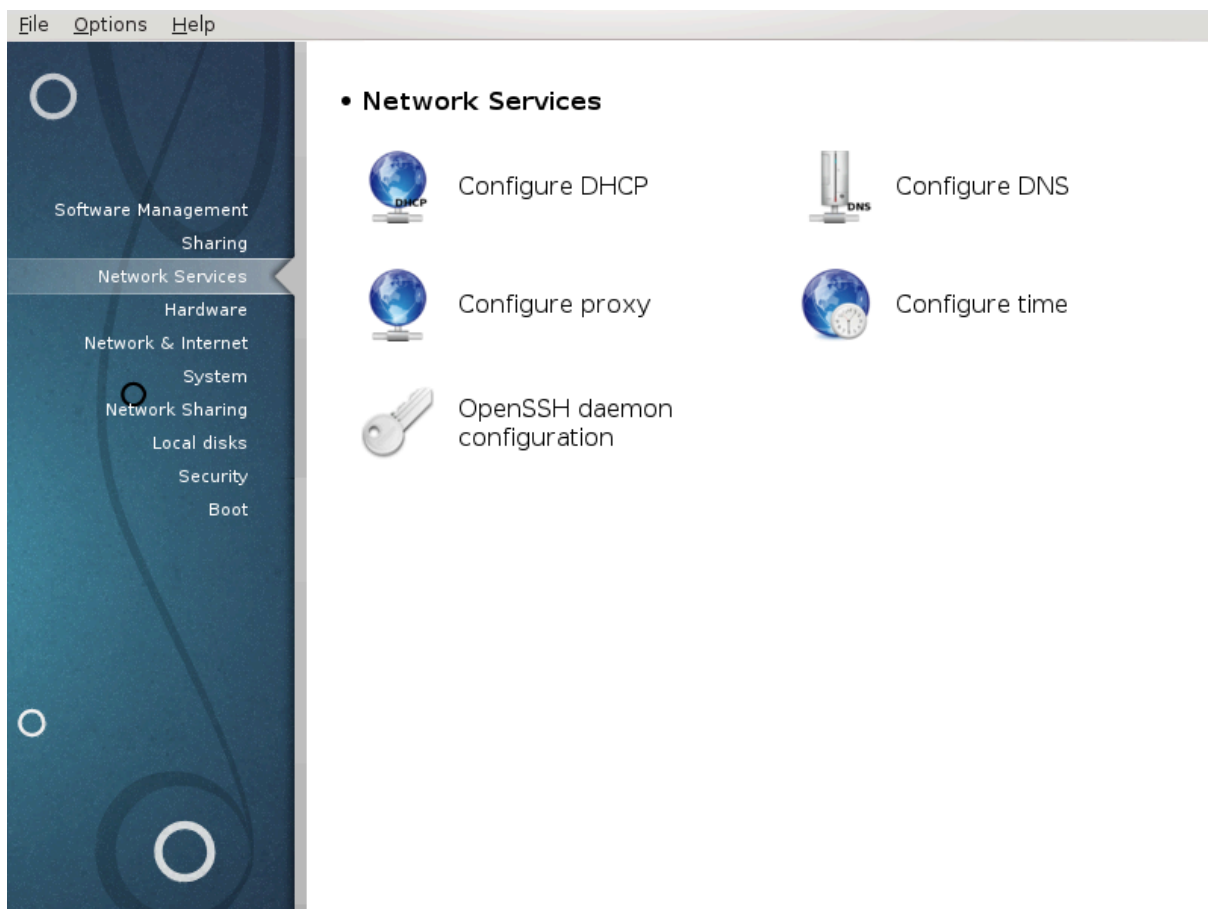 File Options Help
Software Management
Sharing
Network Services
Hardware
Network & Internet
System
Network Sharing
Local disks
Security
Boot
• Network Services
DHCP
Configure DHCP
DNS
Configure DNS
Configure proxy
Configure time
OpenSSH daemon
configuration